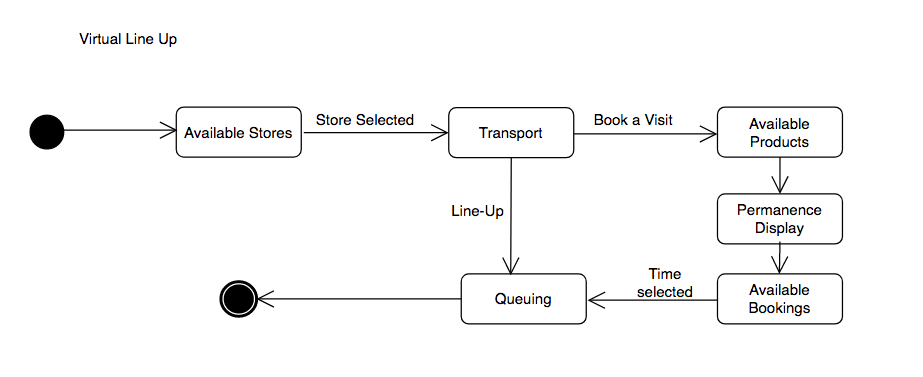 Virtual Line Up
Available Stores
Store Selected
Transport
Book a Visit
Available
Products
Line-Up
Permanence
Display
Queuing
Time
selected
Available
Bookings